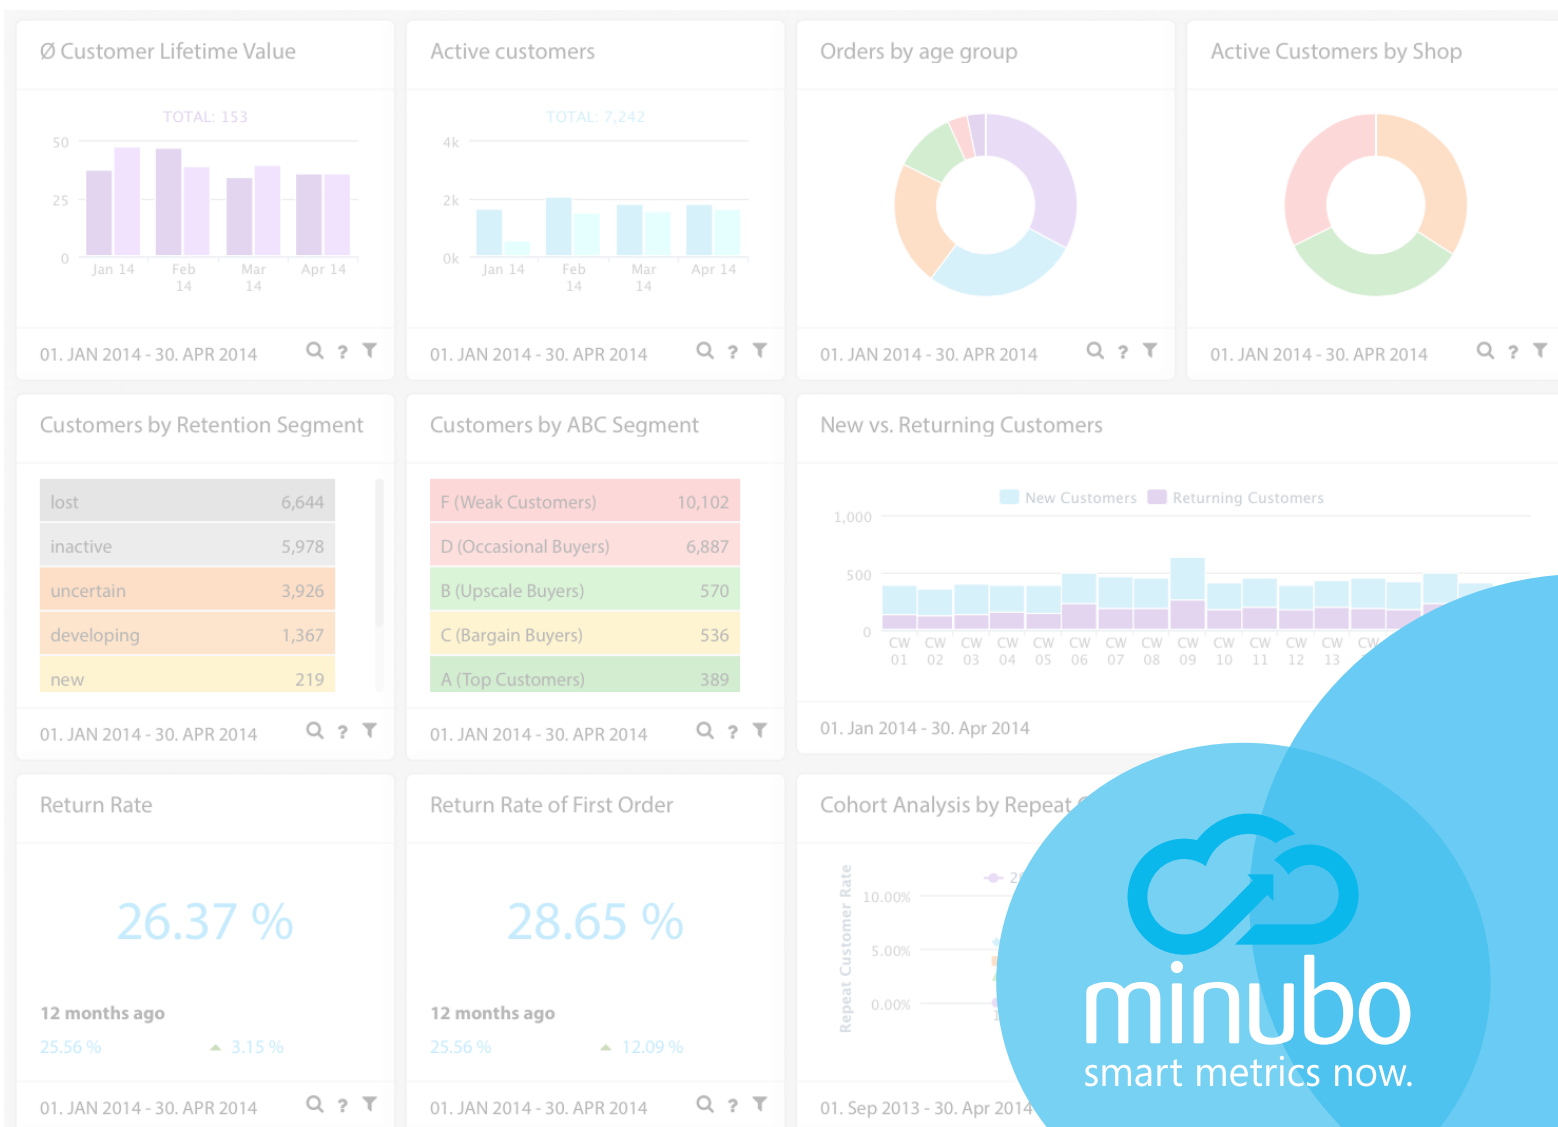 Ø Customer Lifetime Value
TOTAL: 153
50
25
0
Jan 14
Feb
14
Mar
14
Apr 14
01. JAN 2014 - 30. APR 2014
?
Active customers
TOTAL: 7,242
4k
2k
0k
Jan 14
Feb
14
Mar
14
Apr 14
01. JAN 2014 - 30. APR 2014
?
Orders by age group
01. JAN 2014 - 30. APR 2014
?
Active Customers by Shop
01. JAN 2014 - 30. APR 2014
?
Customers by Retention Segment
lost 6,644
inactive 5,978
uncertain 3,926
developing 1,367
new 219
01. JAN 2014 - 30. APR 2014
?
Customers by ABC Segment
F (Weak Customers) 10,102
D (Occasional Buyers) 6,887
B (Upscale Buyers) 570
C (Bargain Buyers) 536
A (Top Customers) 389
01. JAN 2014 - 30. APR 2014
?
New vs. Returning Customers
New Customers Returning Customers
1,000
500
0
CW CW CW CW CW CW CW CW CW CW CW CW CW CW
01 02 03 04 05 06 07 08 09 10 11 12 13
01. Jan 2014 - 30. Apr 2014
Return Rate
26.37 %
12 months ago
25.56 % 3.15 %
01. JAN 2014 - 30. APR 2014
?
Return Rate of First Order
28.65 %
12 months ago
25.56 % 12.09 %
01. JAN 2014 - 30. APR 2014
?
Cohort Analysis by Repeat
Repeat Customer Rate
10.00%
5.00%
0.00%
01. Sep 2013 - 30. Apr 2014
minubo
smart metrics now.